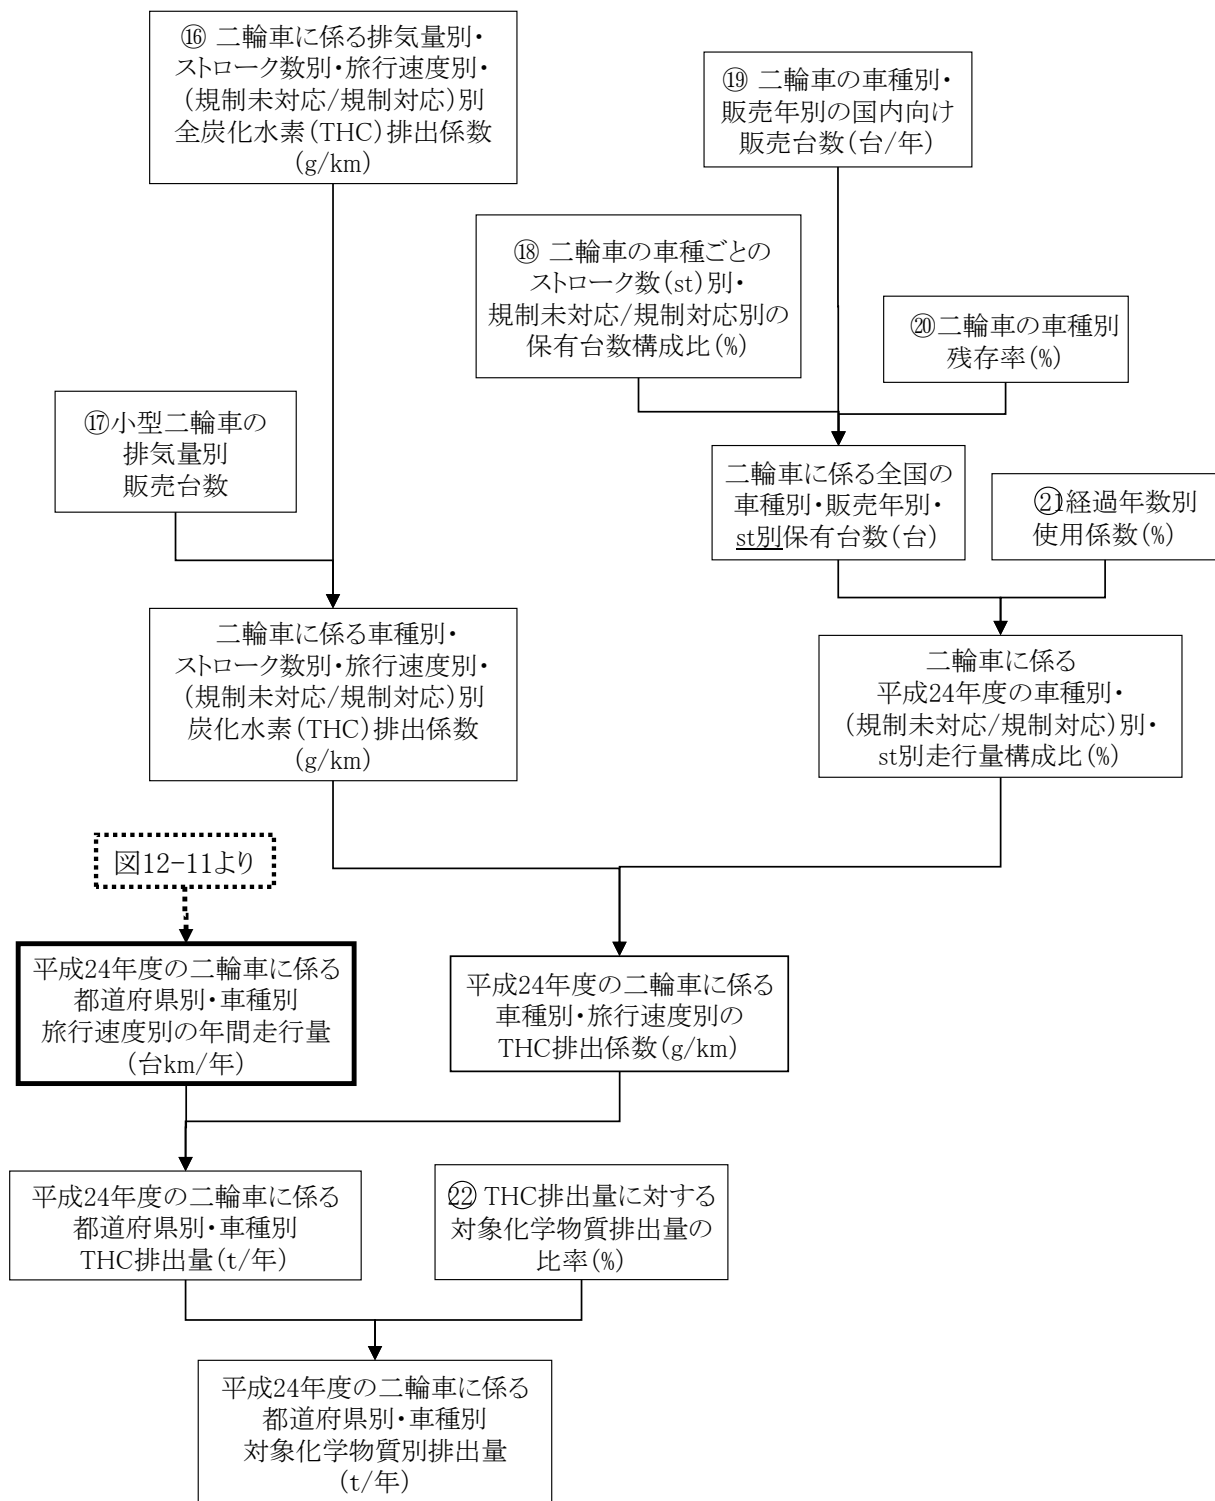 ⑯ 二輪車に係る排気量別・
ストローク数別・旅行速度別・
(規制未対応/規制対応)別
全炭化水素(THC)排出係数
(g/km)
⑲ 二輪車の車種別・
販売年別の国内向け
販売台数(台/年)
⑱ 二輪車の車種ごとの
ストローク数(st)別・
規制未対応/規制対応別の
保有台数構成比(%)
⑳二輪車の車種別
残存率(%)
⑰小型二輪車の
排気量別
販売台数
二輪車に係る全国の
車種別・販売年別・
st別保有台数(台)
㉑経過年数別
使用係数(%)
二輪車に係る車種別・
ストローク数別・旅行速度別・
(規制未対応/規制対応)別
炭化水素(THC)排出係数
(g/km)
二輪車に係る
平成24年度の車種別・
(規制未対応/規制対応)別・
st別走行量構成比(%)
図12-11より
平成24年度の二輪車に係る
都道府県別・車種別
旅行速度別の年間走行量
(台km/年)
平成24年度の二輪車に係る
車種別・旅行速度別の
THC排出係数(g/km)
平成24年度の二輪車に係る
都道府県別・車種別
THC排出量(t/年)
㉒ THC排出量に対する
対象化学物質排出量の
比率(%)
平成24年度の二輪車に係る
都道府県別・車種別
対象化学物質別排出量
(t/年)